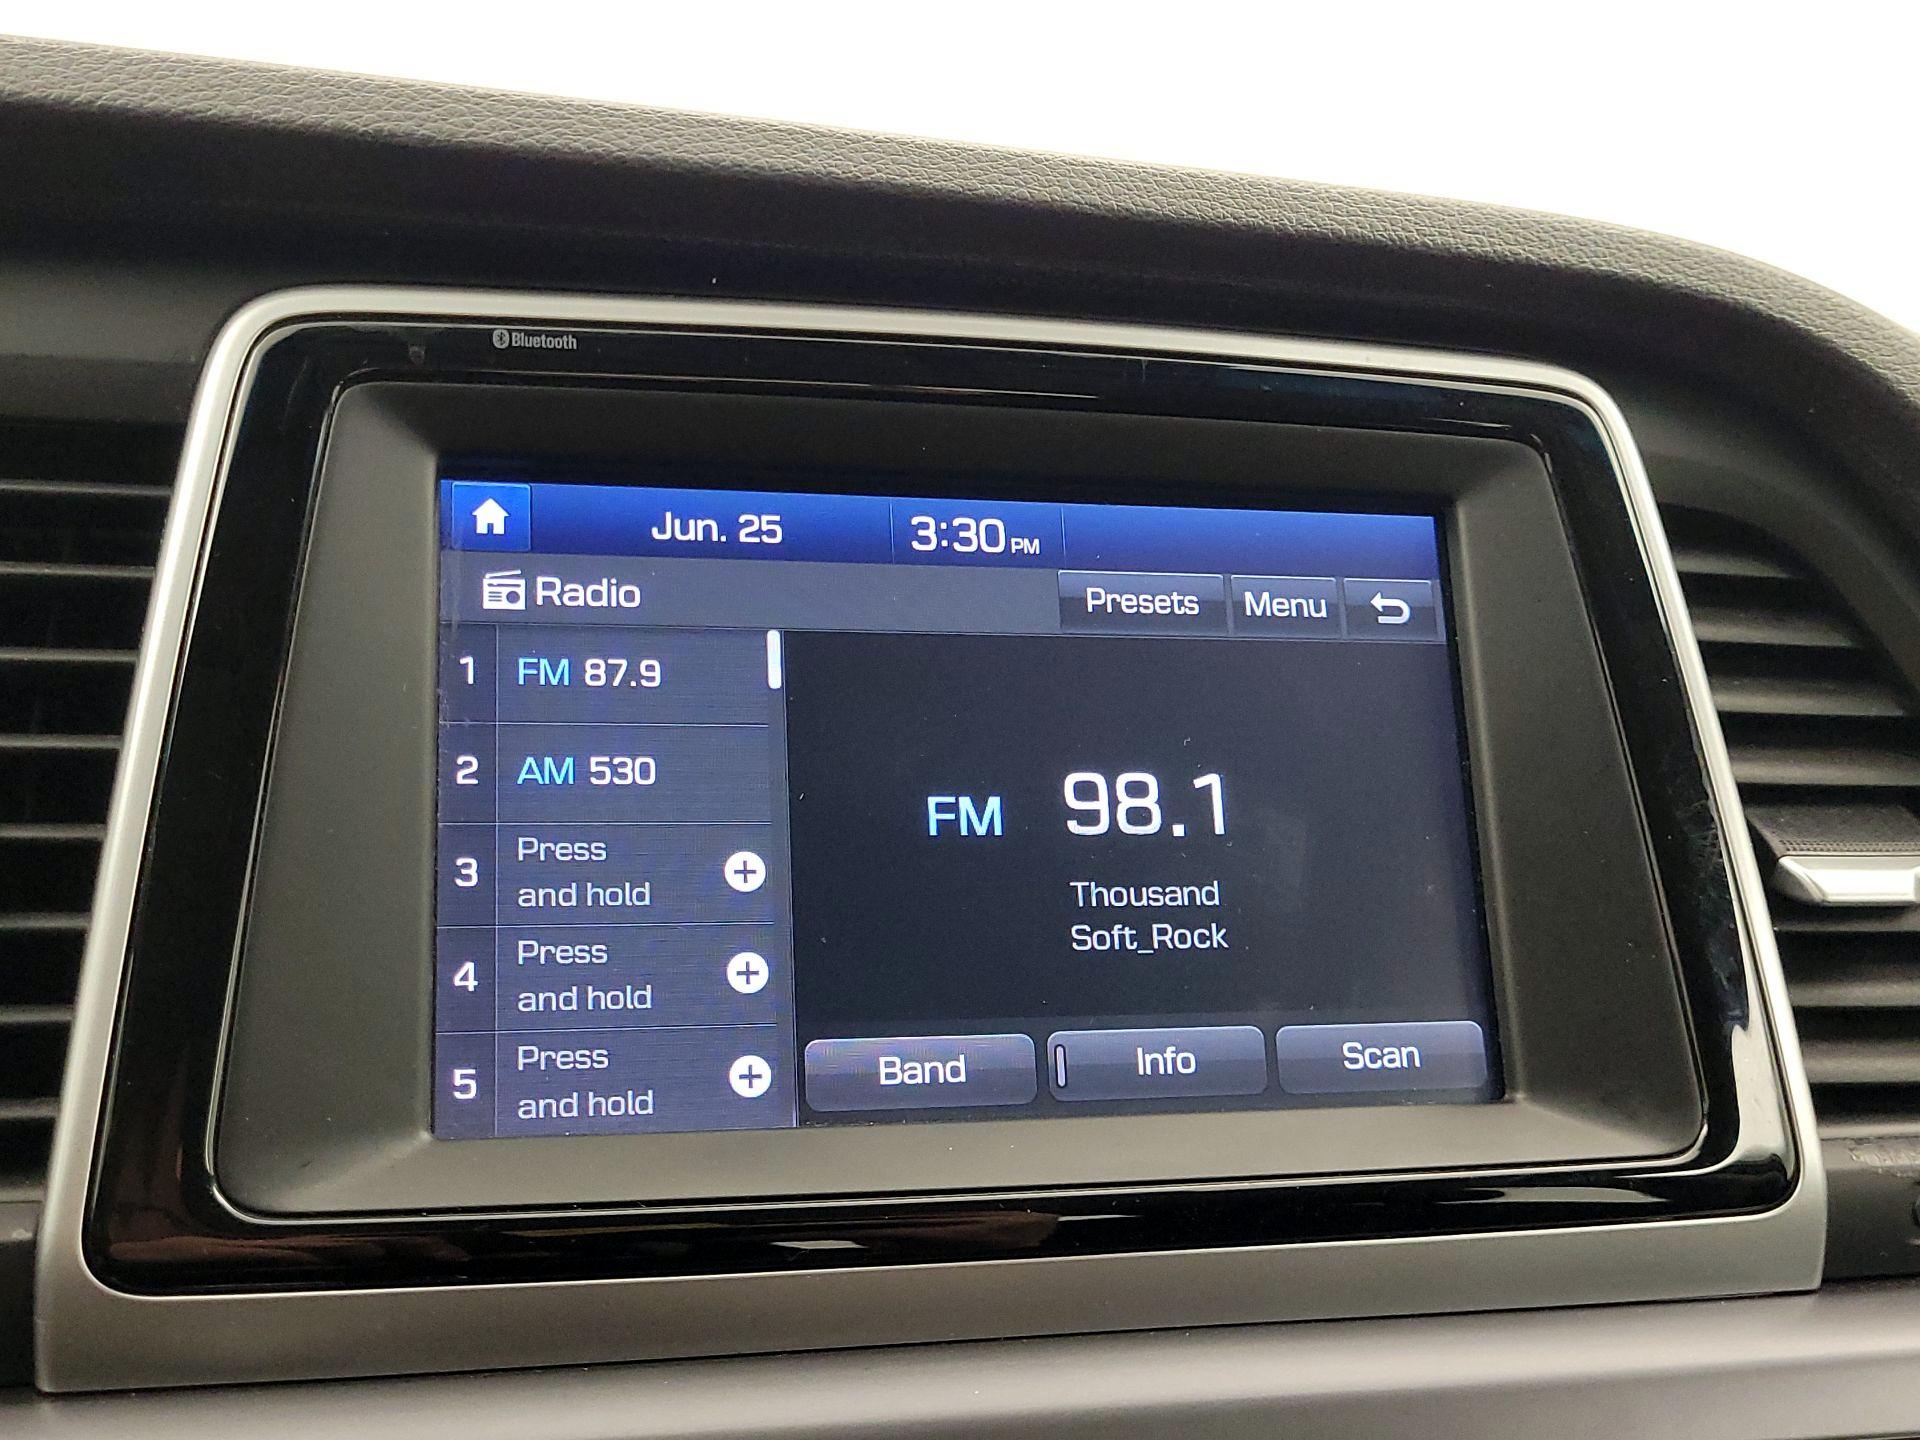 Bluetooth
Jun. 25 3:30 PM
Radio Presets Menu
1 FM 87.9
2 AM 530
3 Press and hold
4 Press and hold
5 Press and hold
FM 98.1
Thousand
Soft_Rock
Band Info Scan